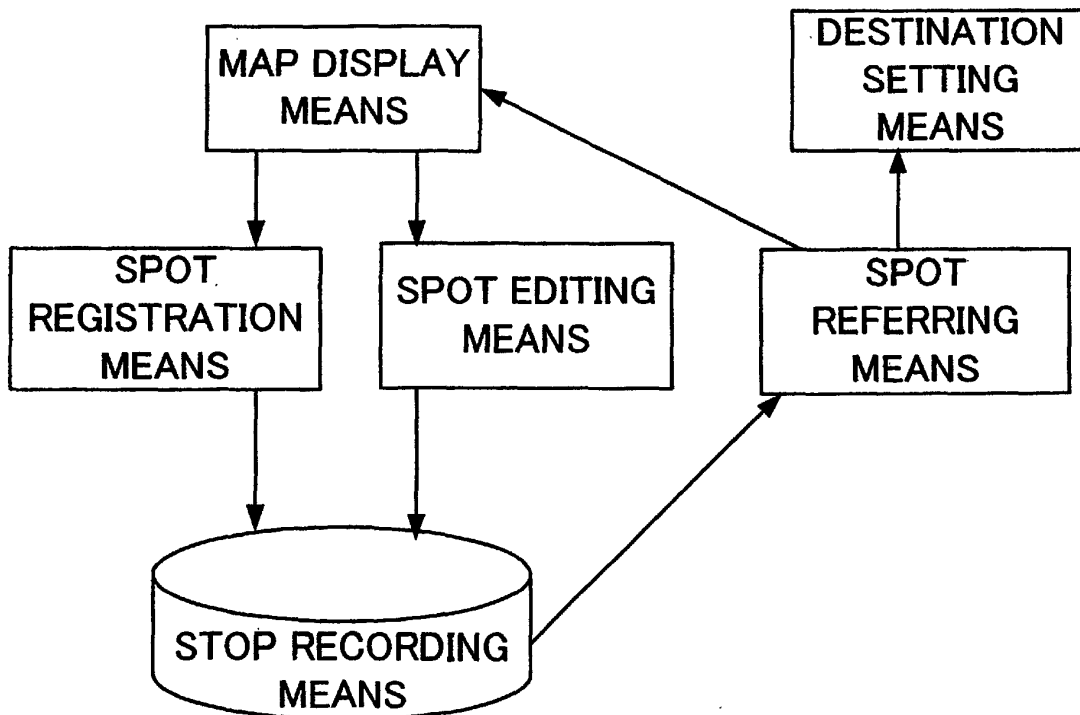 MAP DISPLAY
MEANS
DESTINATION
SETTING
MEANS
SPOT
REGISTRATION
MEANS
SPOT EDITING
MEANS
SPOT
REFERRING
MEANS
STOP RECORDING
MEANS